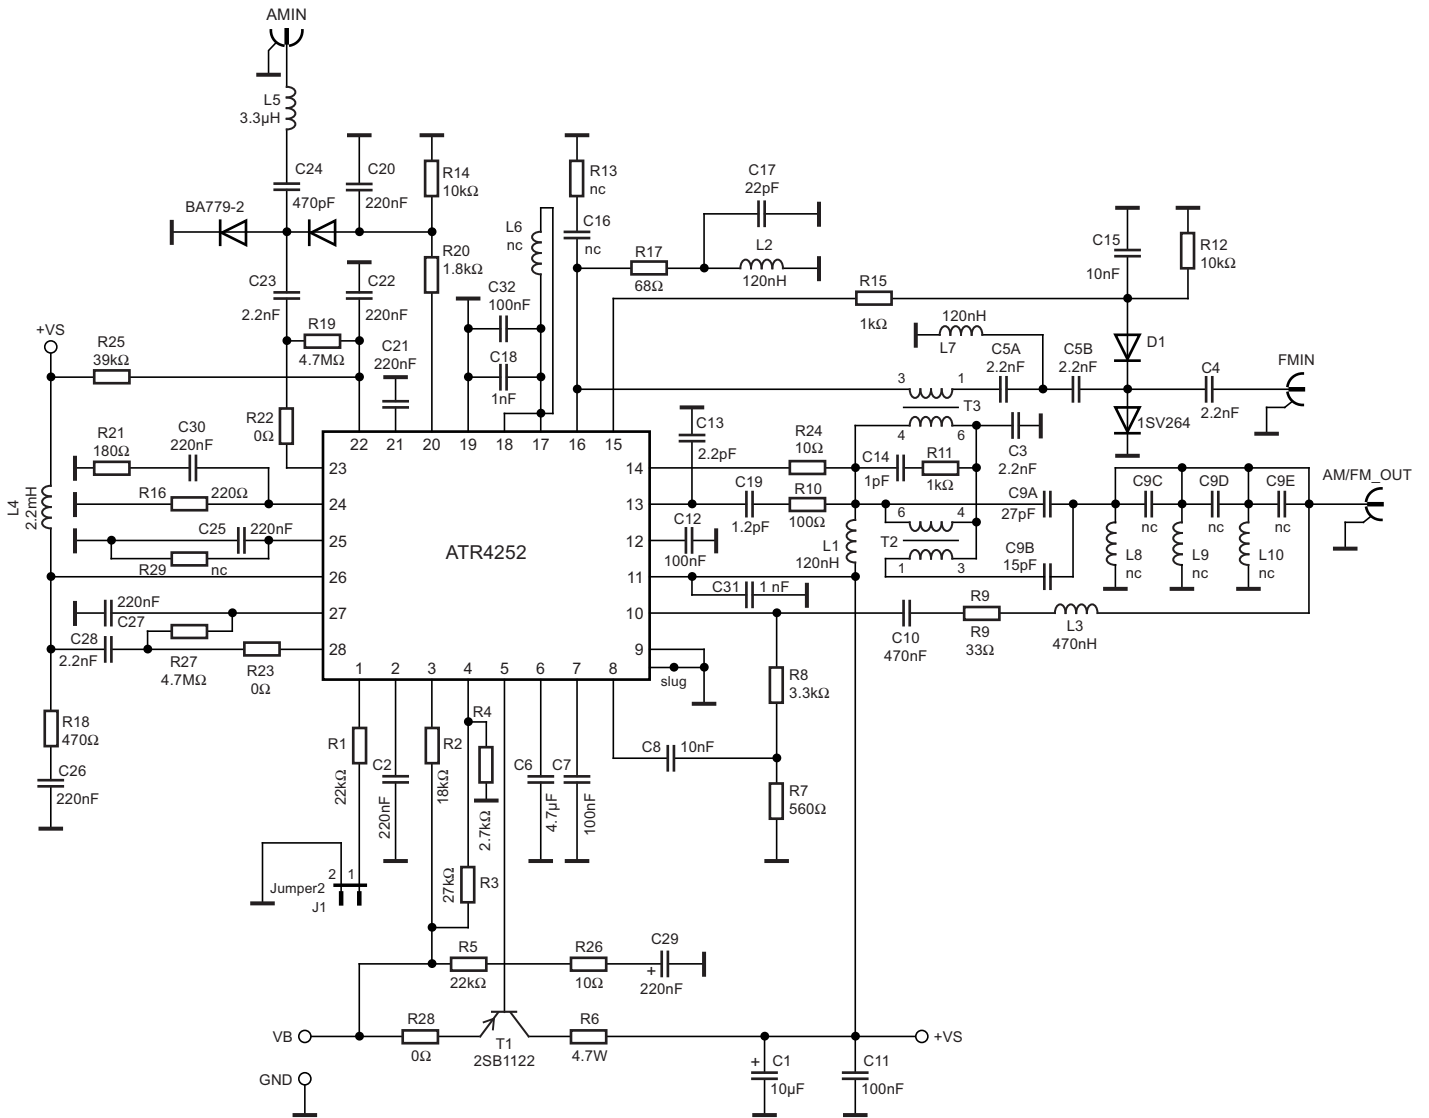 AMIN
L5
3.3µH
C24
470pF
C20
220nF
R14
10kΩ
R13
nc
C17
22pF
BA779-2
L6
nc
C16
nc
R17
68Ω
L2
120nH
C15
10nF
R12
10kΩ
R20
1.8kΩ
C23
2.2nF
C22
220nF
C32
100nF
R15
1kΩ
+VS
R25
39kΩ
R19
4.7MΩ
C21
220nF
C18
1nF
120nH
L7
C5A
2.2nF
C5B
2.2nF
D1
C4
2.2nF
FMIN
3
1
T3
4
6
1SV264
R22
0Ω
R21
180Ω
C30
220nF
22
21
20
19
18
17
16
15
C13
2.2pF
R24
10Ω
C14
1pF
R11
1kΩ
C3
2.2nF
23
14
L4
2.2mH
R16
220Ω
24
13
C19
1.2pF
R10
100Ω
C9A
27pF
C9C
nc
C9D
nc
C9E
nc
AM/FM_OUT
6
4
T2
1
3
C25
220nF
25
R29
nc
ATR4252
12
C12
100nF
L1
120nH
C9B
15pF
L8
nc
L9
nc
L10
nc
26
11
C31
1 nF
220nF
C27
27
10
C10
470nF
R9
R9
33Ω
L3
470nH
C28
2.2nF
R27
4.7MΩ
R23
0Ω
28
9
slug
1
2
3
4
5
6
7
8
R18
470Ω
C26
220nF
R1
22kΩ
C2
220nF
R2
18kΩ
R4
2.7kΩ
C6
4.7µF
C7
100nF
C8
10nF
R8
3.3kΩ
R7
560Ω
27kΩ
R3
2
1
Jumper2
J1
R5
22kΩ
R26
10Ω
C29
+
220nF
VB
R28
0Ω
T1
2SB1122
R6
4.7W
+VS
GND
+
C1
10µF
C11
100nF